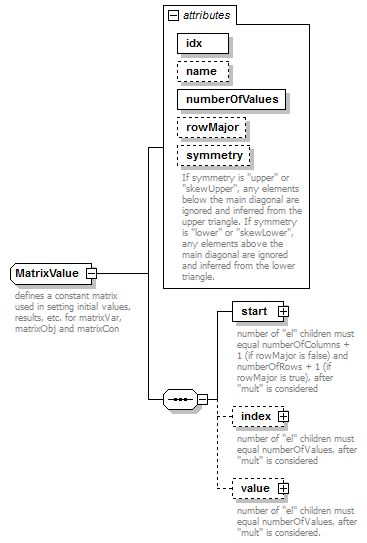 attributes
idx
name
numberOfValues
rowMajor
symmetry
If symmetry is "upper" or
"skewUpper", any elements
below the main diagonal are
ignored and inferred from the
upper triangle. If symmetry
is "lower" or "skewLower",
any elements above the
main diagonal are ignored
and inferred from the lower
triangle.
MatrixValue
defines a constant matrix
used in setting initial values,
results, etc, for matrixVar,
matrixObj and matrixCon
start
number of "el" children must
equal numberOfColumns +
1 (if rowMajor is false) and
numberOfRows + 1 (if
rowMajor is true), after
"mult" is considered
index
number of "el" children must
equal numberOfValues, after
"mult" is considered
value
number of "el" children must
equal numberOfValues, after
"mult" is considered.